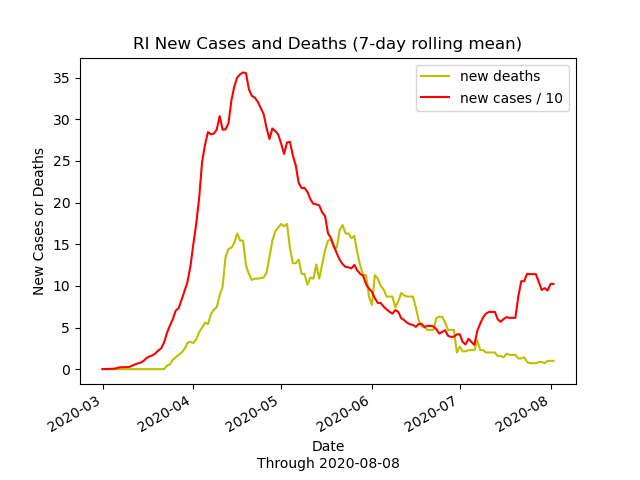 RI New Cases and Deaths (7-day rolling mean)
new deaths
new cases / 10
New Cases or Deaths
35
30
25
20
15
10
5
0
2020-03
2020-04
2020-05
2020-06
2020-07
2020-08
Date
Through 2020-08-08